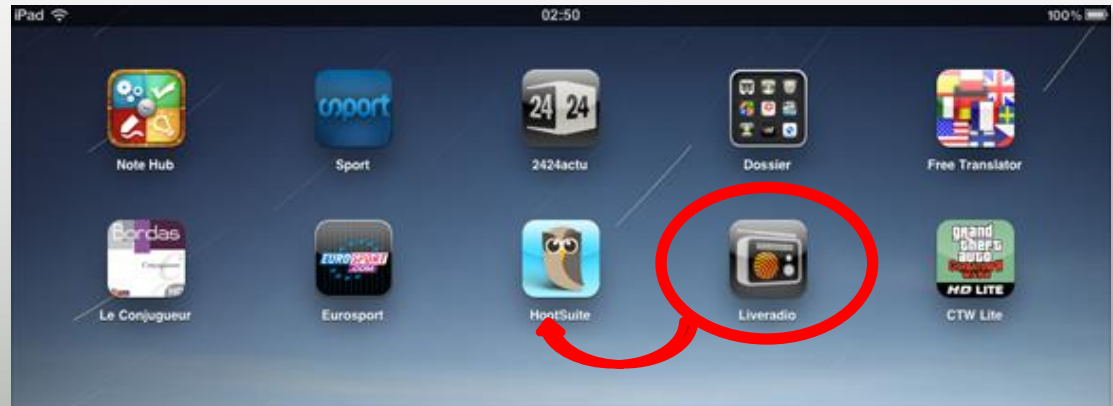 iPad 02:50 100%
sport 24 24
Note Hub Sport 2424actu Dossier Free Translator
Bordas grand theft auto
EUROSPORT .COM HD LITE
Le Conjugueur Eurosport HootSuite Liveradio CTW Lite